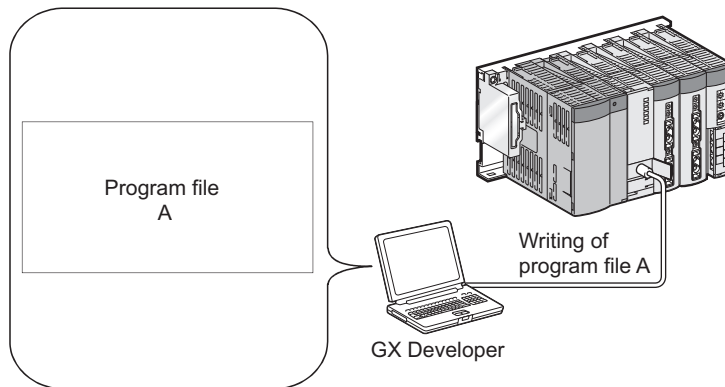 Program file
A
Writing of
program file A
GX Developer